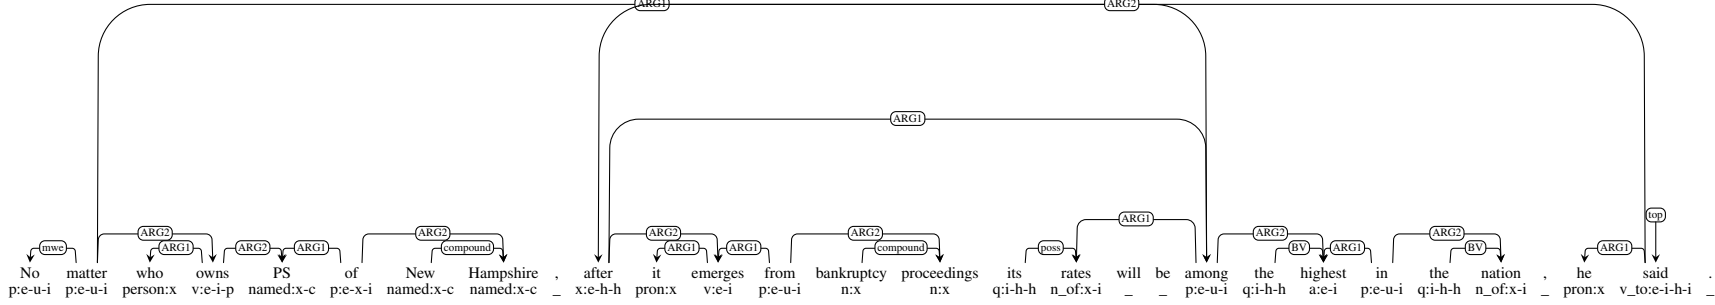 ARG1 ARG2
ARG1
top
ARG1
ARG2 ARG2 ARG2 ARG2 ARG2 ARG2 ARG2
mwe ARG1 ARG1 compound ARG1 ARG1 compound poss BV ARG1 BV ARG1
No matter who owns PS of New Hampshire , after it emerges from bankruptcy proceedings its rates will be among the highest in the nation , he said .
p:e-u-i p:e-u-i person:x v:e-i-p named:x-c p:e-x-i named:x-c named:x-c _ x:e-h-h pron:x v:e-i p:e-u-i n:x n:x q:i-h-h n_of:x-i _ _ p:e-u-i q:i-h-h a:e-i p:e-u-i q:i-h-h n_of:x-i _ pron:x v_to:e-i-h-i _